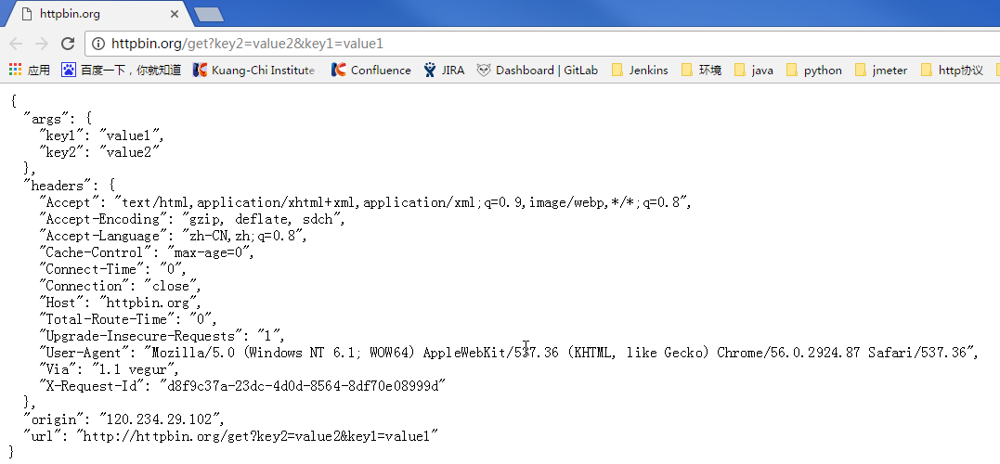 httpbin.org
httpbin.org/get?key2=value2&key1=value1
应用 百度一下，你就知道 Kuang-Chi Institute Confluence JIRA Dashboard | GitLab Jenkins 环境 java python jmeter http协议
{
  "args": {
    "key1": "value1",
    "key2": "value2"
  },
  "headers": {
    "Accept": "text/html,application/xhtml+xml,application/xml;q=0.9,image/webp,*/*;q=0.8",
    "Accept-Encoding": "gzip, deflate, sdch",
    "Accept-Language": "zh-CN,zh;q=0.8",
    "Cache-Control": "max-age=0",
    "Connect-Time": "0",
    "Connection": "close",
    "Host": "httpbin.org",
    "Total-Route-Time": "0",
    "Upgrade-Insecure-Requests": "1",
    "User-Agent": "Mozilla/5.0 (Windows NT 6.1; WOW64) AppleWebKit/537.36 (KHTML, like Gecko) Chrome/56.0.2924.87 Safari/537.36",
    "Via": "1.1 vegur",
    "X-Request-Id": "d8f9c37a-23dc-4d0d-8564-8df70e08999d"
  },
  "origin": "120.234.29.102",
  "url": "http://httpbin.org/get?key2=value2&key1=value1"
}